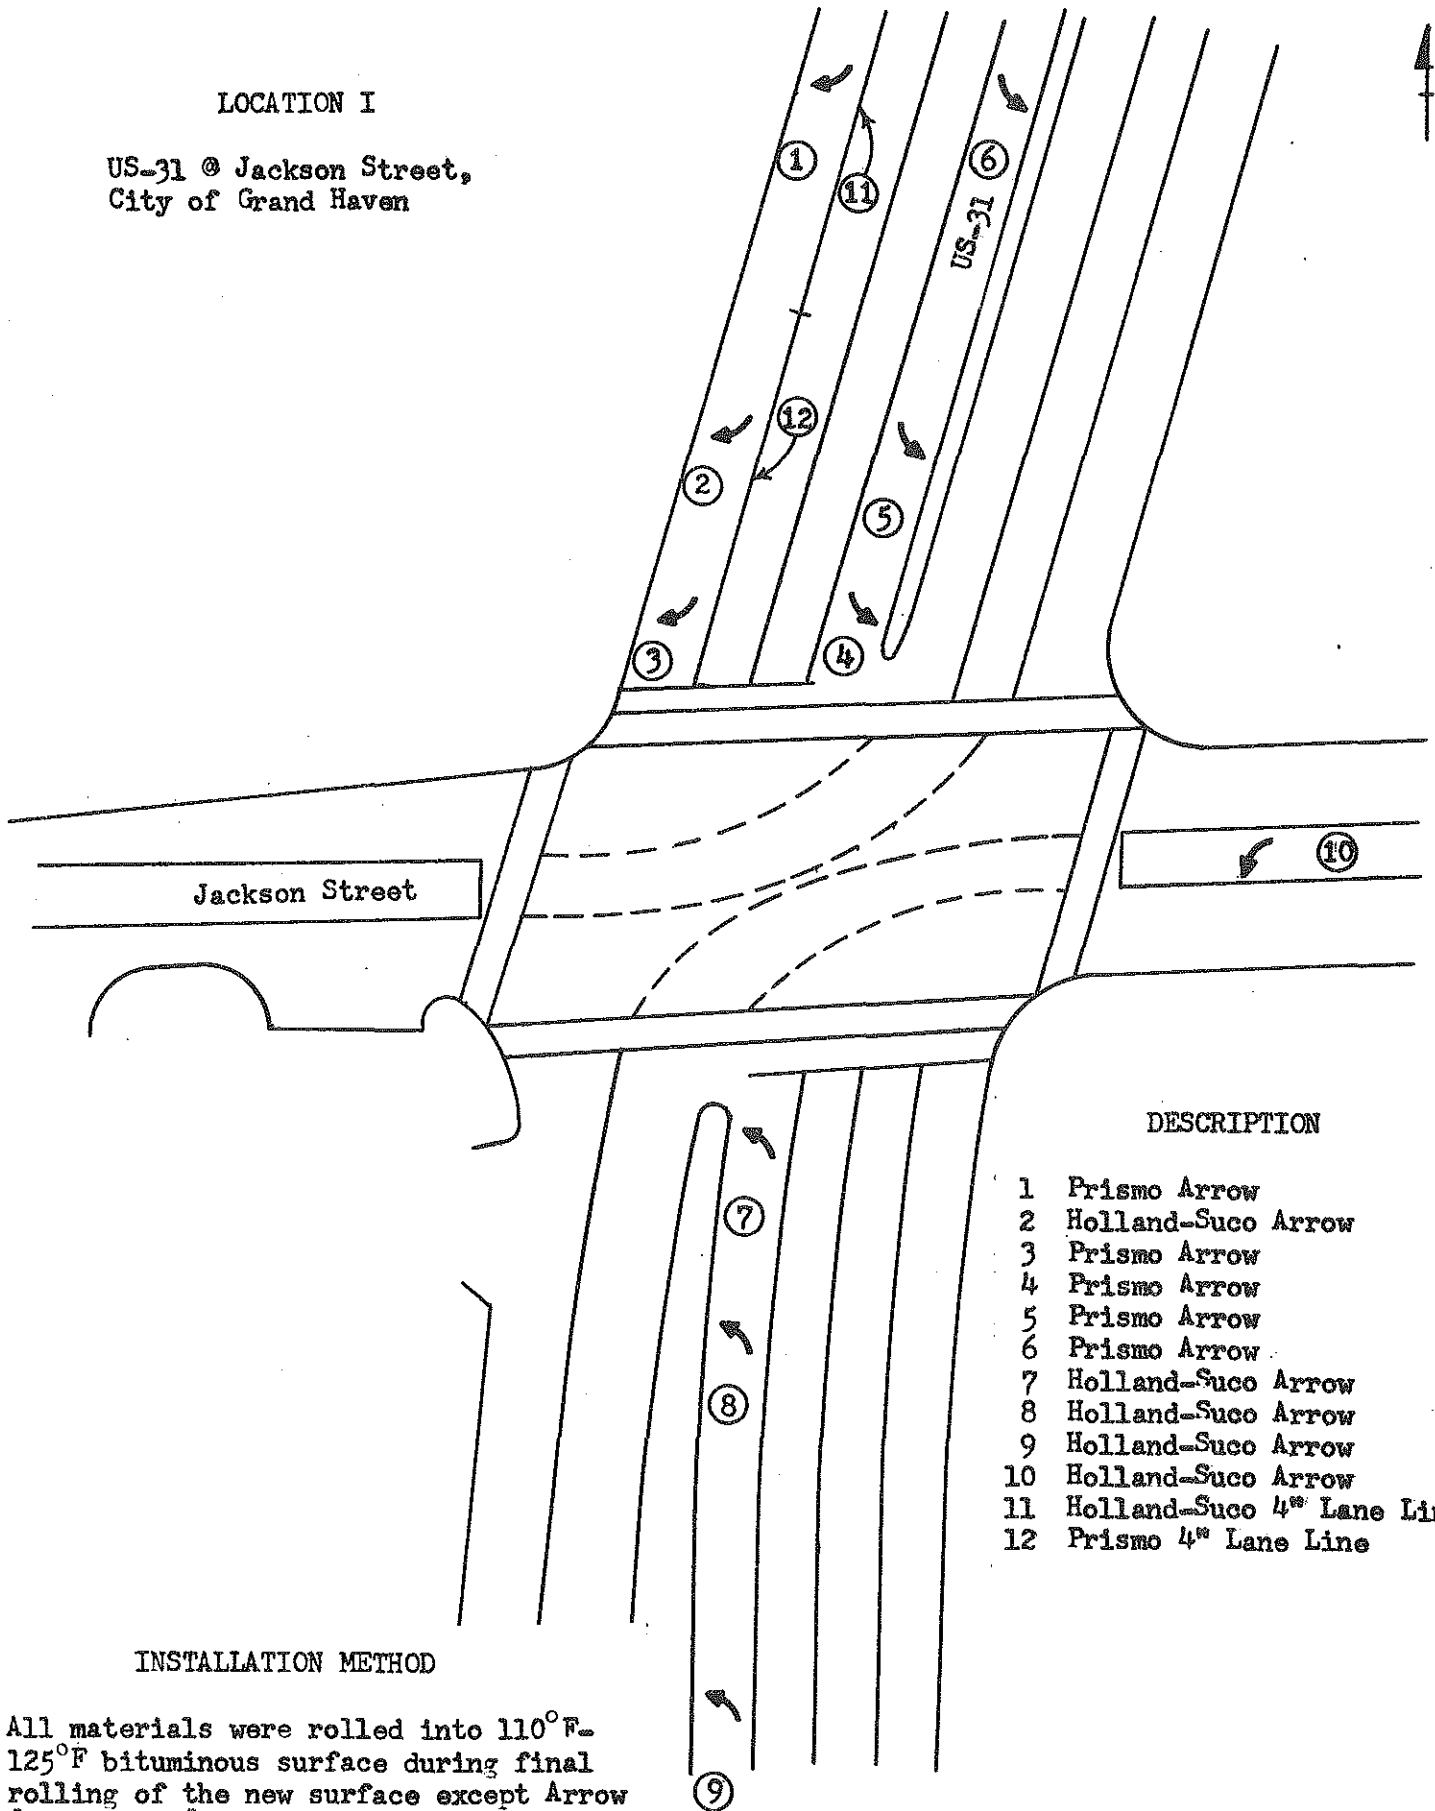 LOCATION I
US-31 @ Jackson Street,
City of Grand Haven
1
11
6
US-31
12
2
5
3
4
Jackson Street
10
7
8
9
DESCRIPTION
1 Prismo Arrow
2 Holland-Suco Arrow
3 Prismo Arrow
4 Prismo Arrow
5 Prismo Arrow
6 Prismo Arrow
7 Holland-Suco Arrow
8 Holland-Suco Arrow
9 Holland-Suco Arrow
10 Holland-Suco Arrow
11 Holland-Suco 4" Lane
12 Prismo 4" Lane Line
INSTALLATION METHOD
All materials were rolled into 110°F-
125°F bituminous surface during final
rolling of the new surface except Arrow